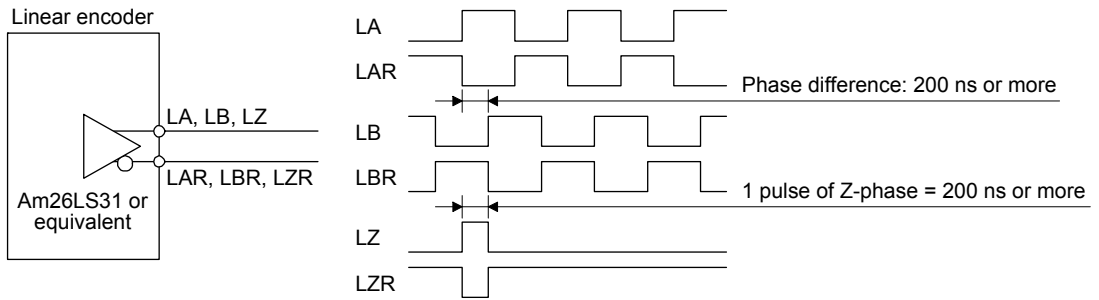 Linear encoder
LA, LB, LZ
LAR, LBR, LZR
Am26LS31 or
equivalent
LA
LAR
Phase difference: 200 ns or more
LB
LBR
1 pulse of Z-phase = 200 ns or more
LZ
LZR